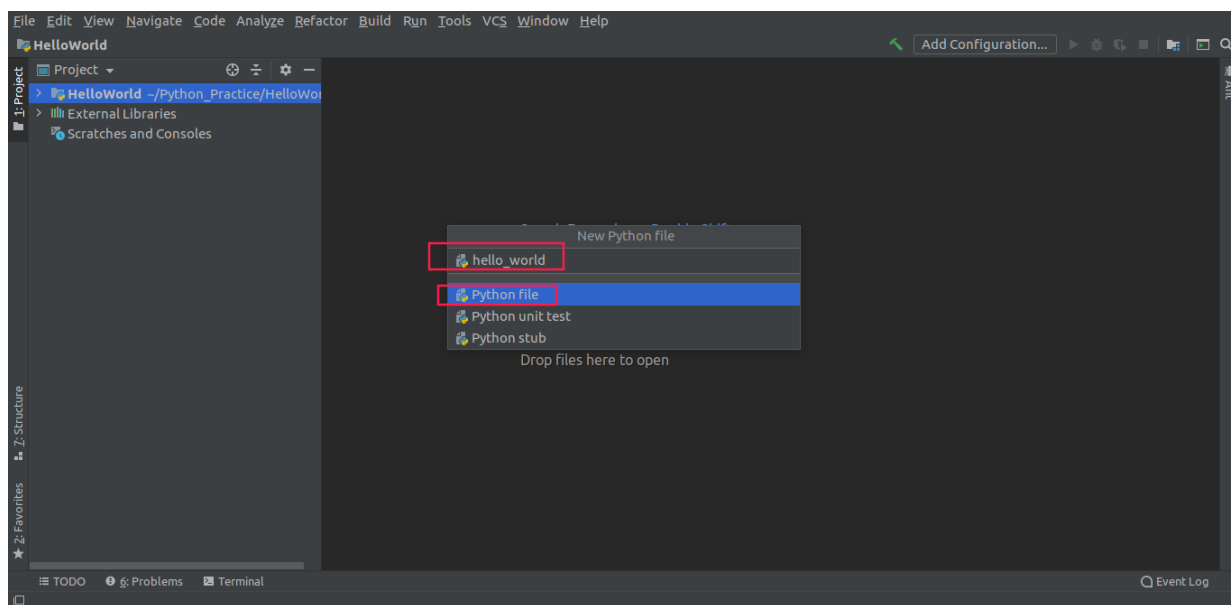 File Edit View Navigate Code Analyze Refactor Build Run Tools VCS Window Help
HelloWorld
Add Configuration...
1: Project
Project
HelloWorld ~/Python_Practice/HelloWor
External Libraries
Scratches and Consoles
Ant
New Python file
hello_world
Python file
Python unit test
Python stub
Drop files here to open
7: Structure
2: Favorites
TODO 6: Problems Terminal
Event Log